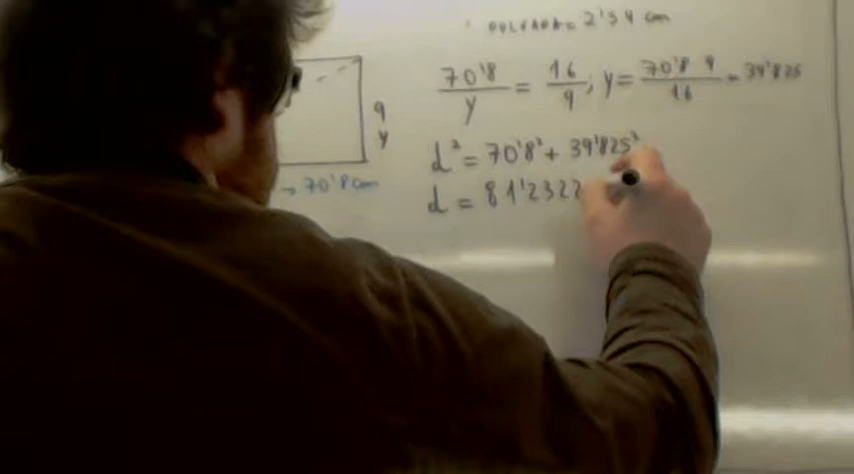 PULGADA = 2'54 cm
70'8 / y = 16 / 9 ; y = 70'8 9 / 16 = 39'825
9
y
d² = 70'8² + 39'825²
→ 70'8 cm
d = 81'2322